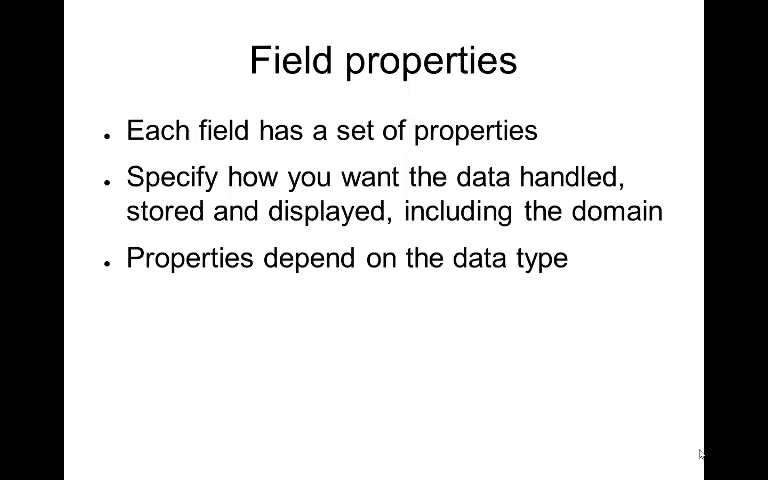 Field properties
• Each field has a set of properties
• Specify how you want the data handled,
stored and displayed, including the domain
• Properties depend on the data type